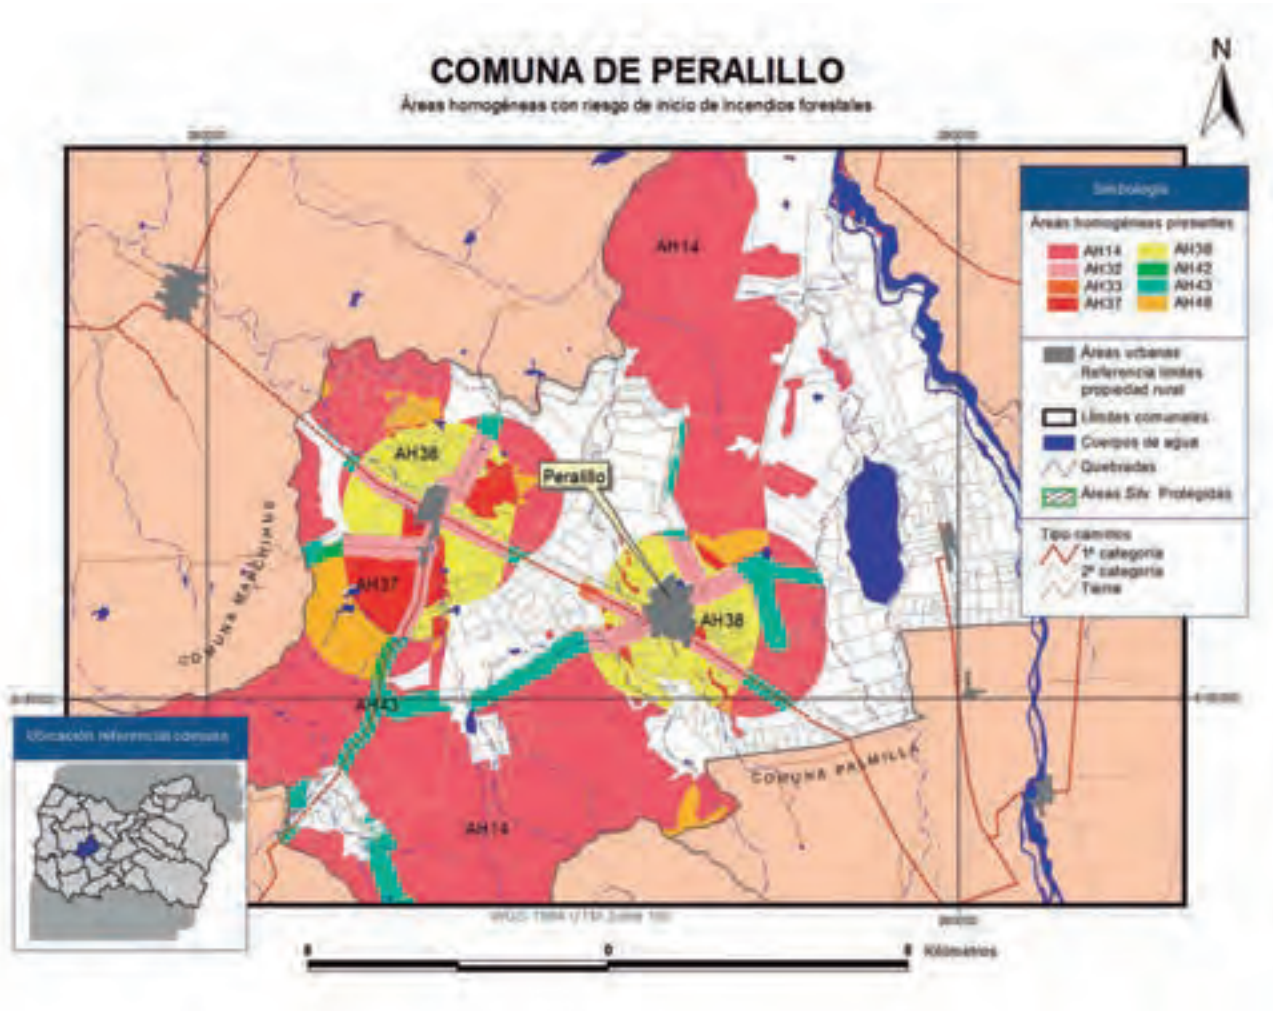 N
COMUNA DE PERALILLO
Áreas homogéneas con riesgo de inicio de incendios forestales
Simbología
Áreas homogéneas presentes
AH14
AH32
AH33
AH37
AH38
AH42
AH43
Áreas urbanas
Referencia límites
propiedad rural
Límites comunales
Cuerpos de agua
Quebradas
Áreas Silv. Protegidas
Tipo caminos
1ª categoría
2ª categoría
Tierra
AH14
AH38
Peralillo
AH37
AH38
COMUNA MARCHIHUE
AH43
COMUNA PALMILLA
AH14
Ubicación referencial comuna
Kilómetros